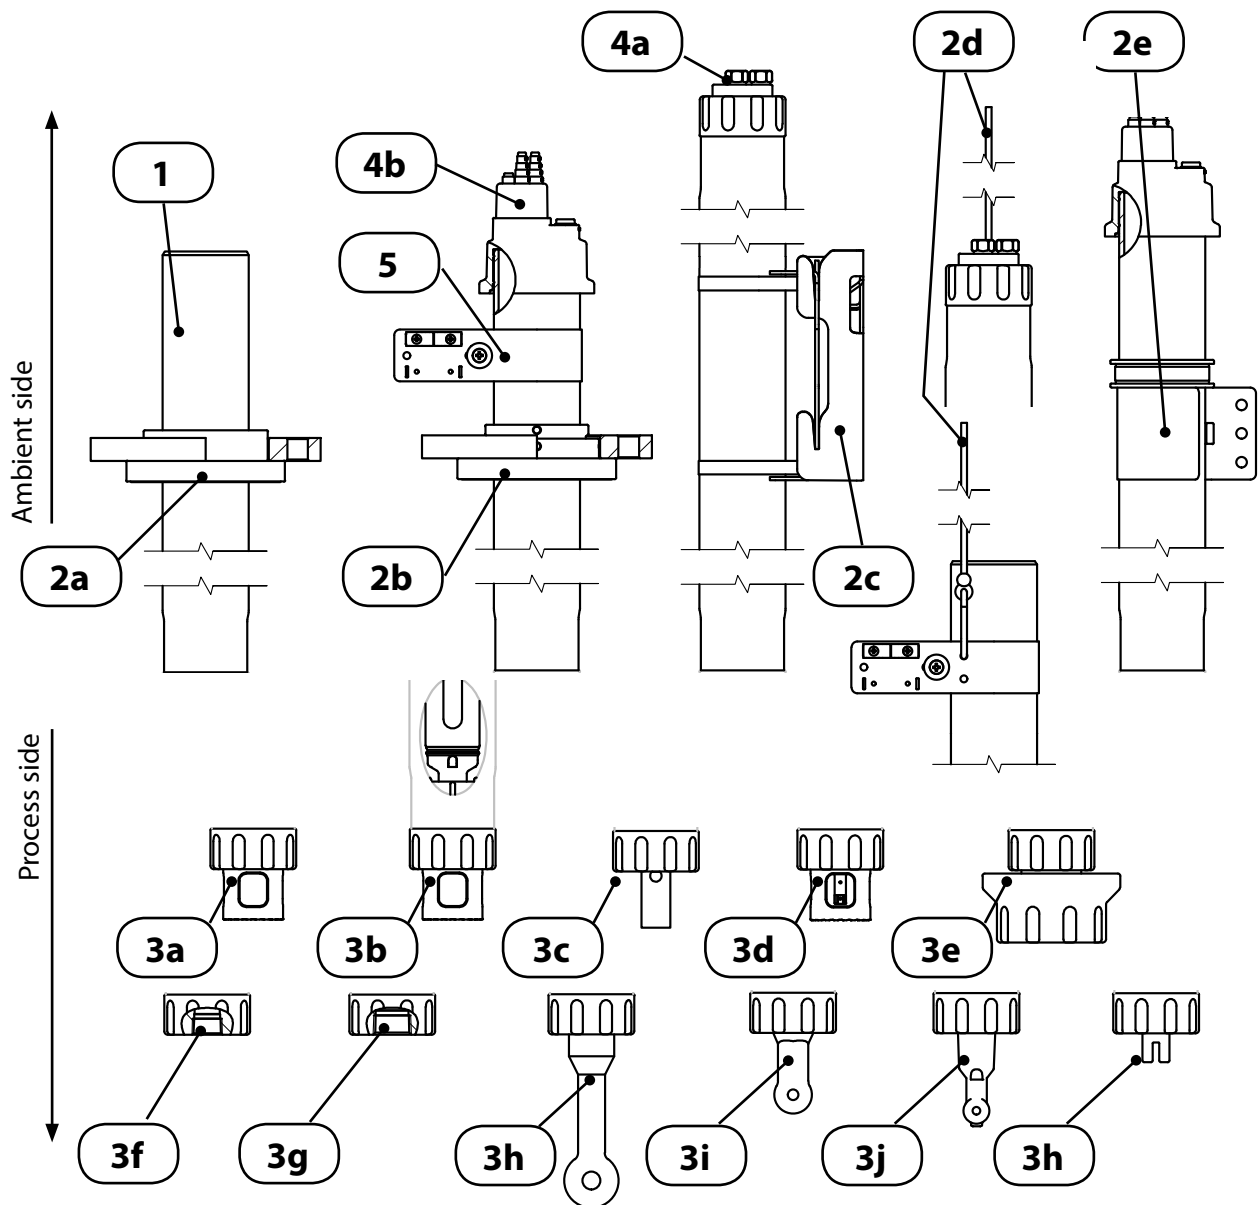 4a
2d
2e
4b
1
5
Ambient side
2a
2b
2c
Process side
3a
3b
3c
3d
3e
3f
3g
3h
3i
3j
3h